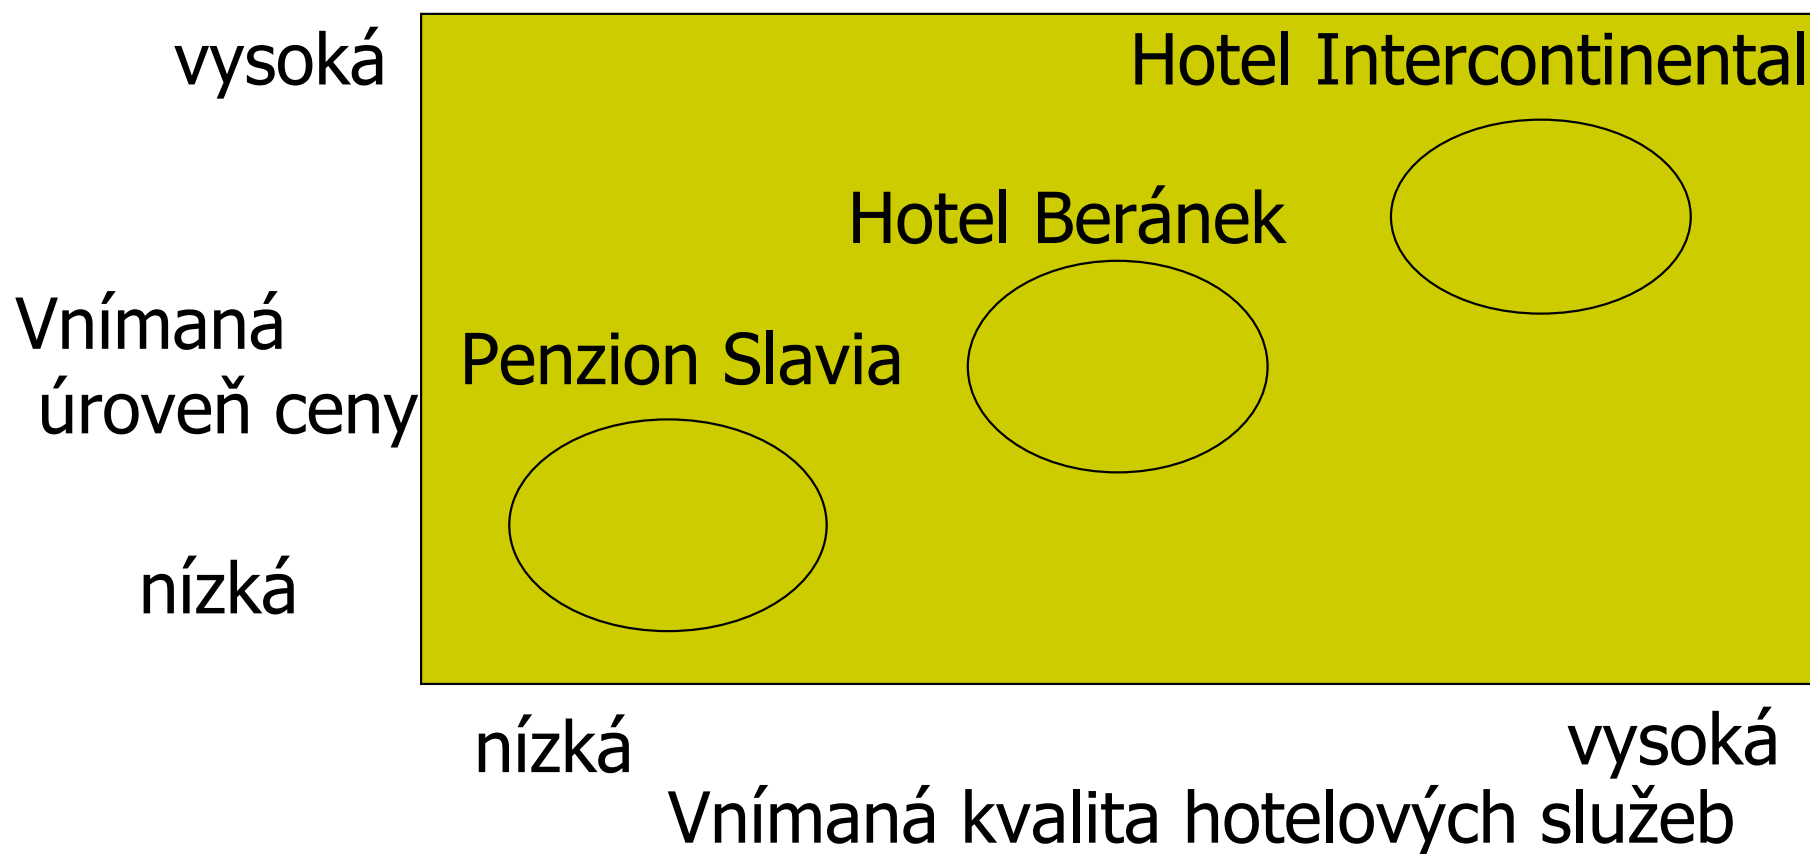 vysoká
Hotel Intercontinental
Hotel Beránek
Vnímaná
úroveň ceny
Penzion Slavia
nízká
nízká
vysoká
Vnímaná kvalita hotelových služeb